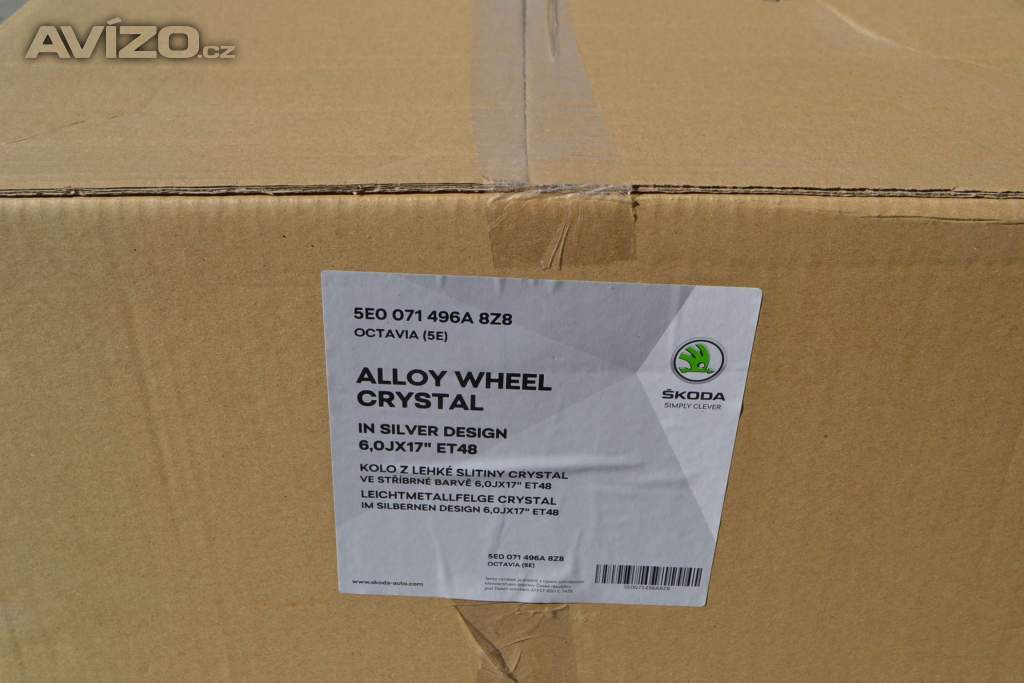 AVÍZO.cz
5E0 071 496A 8Z8
OCTAVIA (5E)
ALLOY WHEEL
CRYSTAL
IN SILVER DESIGN
6,0JX17" ET48
KOLO Z LEHKÉ SLITINY CRYSTAL
VE STŘÍBRNÉ BARVĚ 6,0JX17" ET48
LEICHTMETALLFELGE CRYSTAL
IM SILBERNEN DESIGN 6,0JX17" ET48
ŠKODA
SIMPLY CLEVER
5E0 071 496A 8Z8
OCTAVIA (5E)
www.skoda-auto.com
5E0071496A8Z8